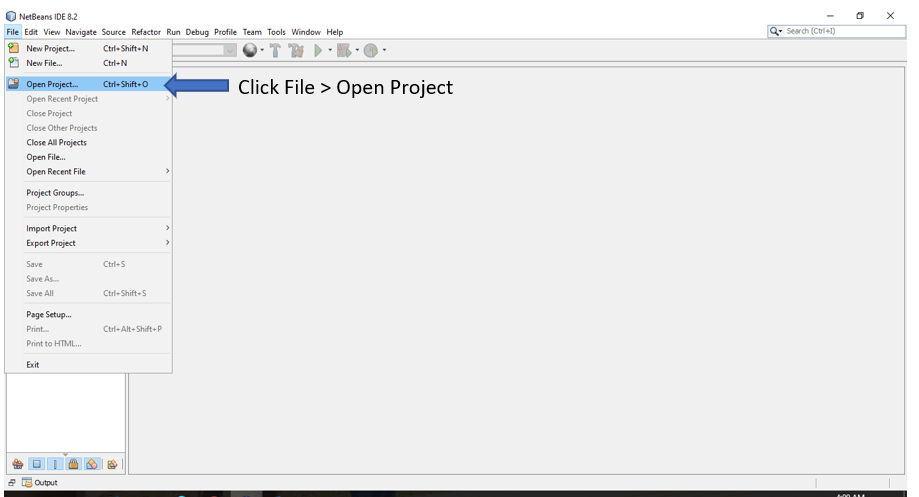 NetBeans IDE 8.2
File Edit View Navigate Source Refactor Run Debug Profile Team Tools Window Help
Search (Ctrl+I)
New Project... Ctrl+Shift+N
New File... Ctrl+N
Open Project... Ctrl+Shift+O
Click File > Open Project
Open Recent Project
Close Project
Close Other Projects
Close All Projects
Open File...
Open Recent File
Project Groups...
Project Properties
Import Project
Export Project
Save Ctrl+S
Save As...
Save All Ctrl+Shift+S
Page Setup...
Print... Ctrl+Alt+Shift+P
Print to HTML...
Exit
Output